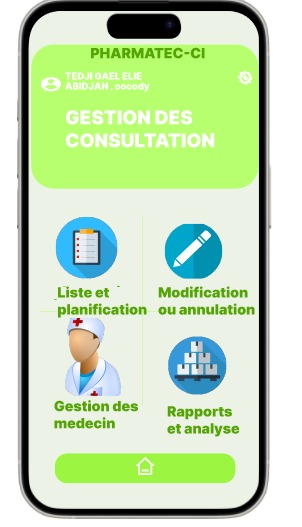 PHARMATEC-CI
TEDJI GAEL ELIE
ABIDJAN , cocody
GESTION DES
CONSULTATION
Liste et
planification
Modification
ou annulation
Gestion des
medecin
Rapports
et analyse